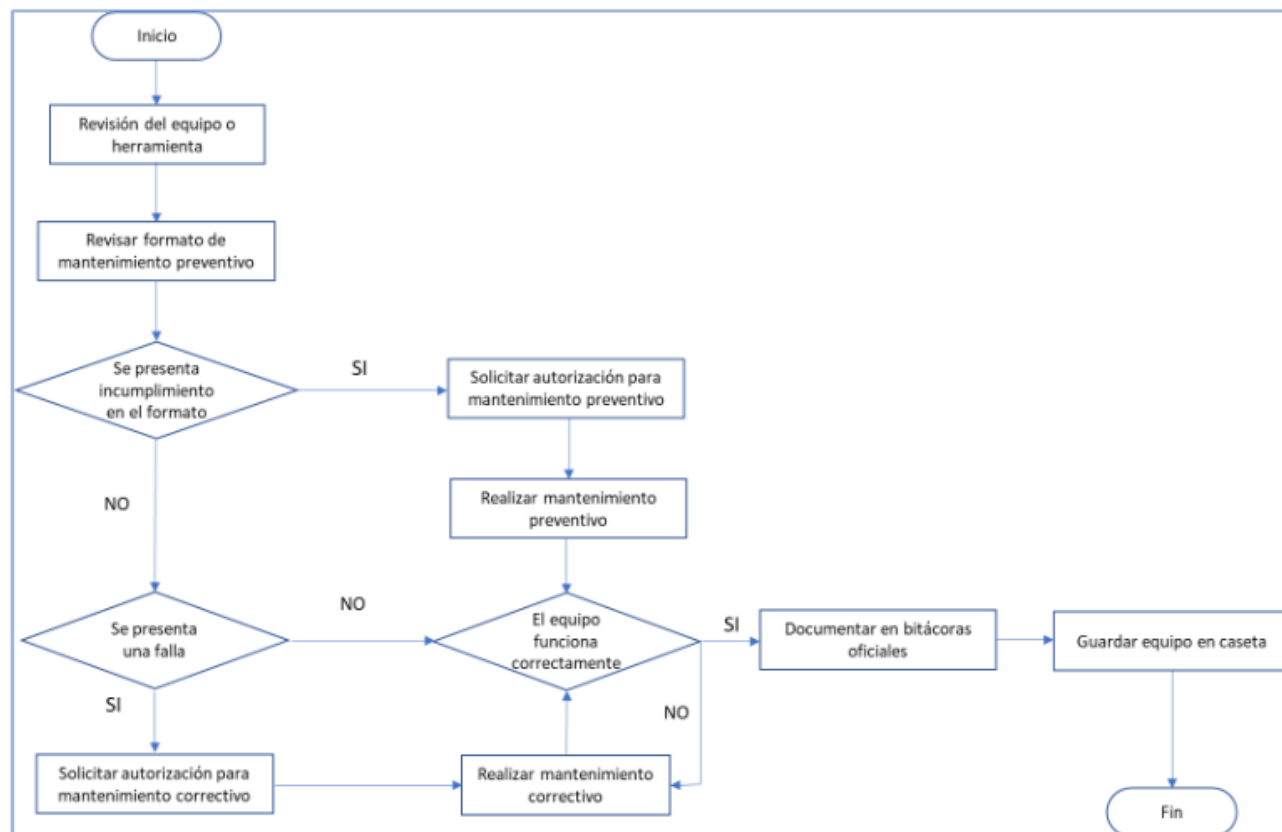 Inicio
Revisión del equipo o
herramienta
Revisar formato de
mantenimiento preventivo
Se presenta
incumplimiento
en el formato
SI
Solicitar autorización para
mantenimiento preventivo
NO
Realizar mantenimiento
preventivo
Se presenta
una falla
NO
El equipo
funciona
correctamente
SI
Documentar en bitácoras
oficiales
Guardar equipo en caseta
SI
NO
Solicitar autorización para
mantenimiento correctivo
Realizar mantenimiento
correctivo
Fin